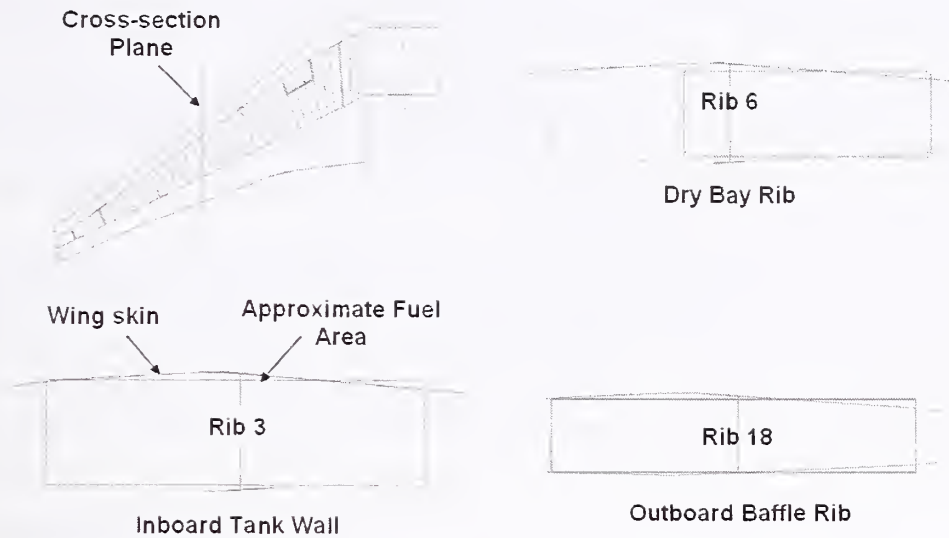 Cross-section
Plane
Rib 6
Dry Bay Rib
Wing skin
Approximate Fuel
Area
Rib 3
Inboard Tank Wall
Rib 18
Outboard Baffle Rib